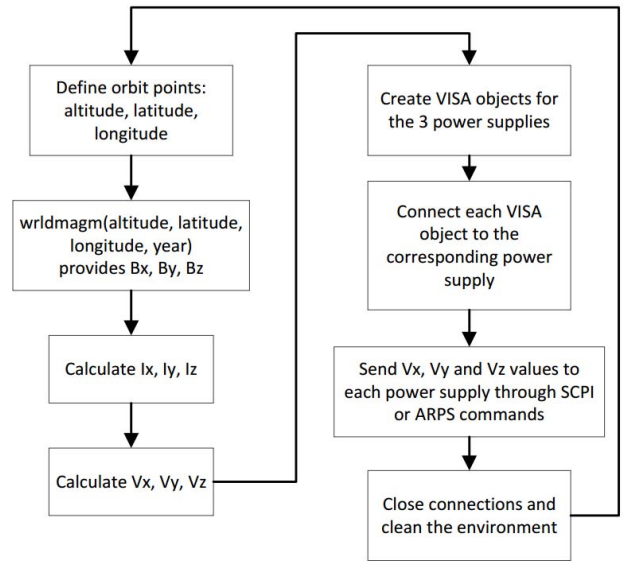 Define orbit points:
altitude, latitude,
longitude
wrldmagm(altitude, latitude,
longitude, year)
provides Bx, By, Bz
Calculate Ix, Iy, Iz
Calculate Vx, Vy, Vz
Create VISA objects for
the 3 power supplies
Connect each VISA
object to the
corresponding power
supply
Send Vx, Vy and Vz values to
each power supply through SCPI
or ARPS commands
Close connections and
clean the environment